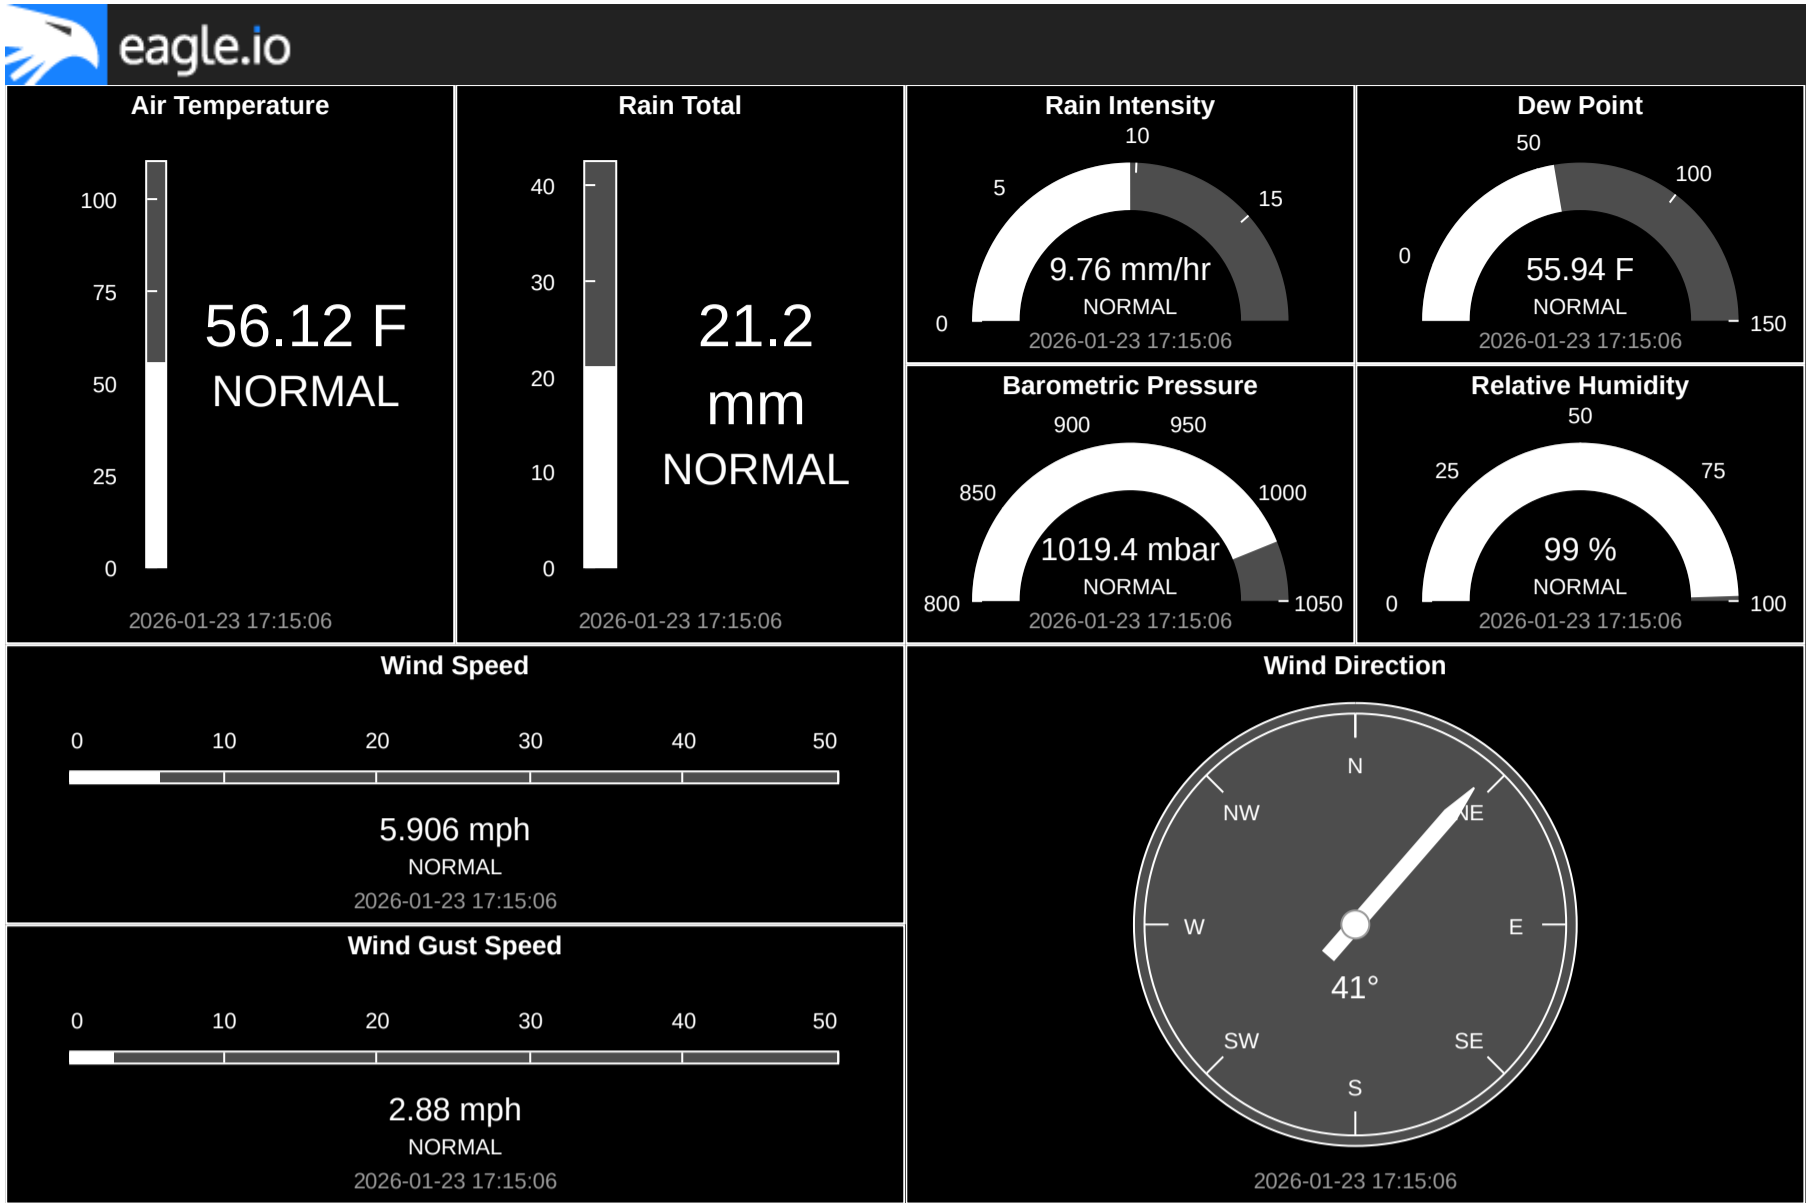 eagle.io
Air Temperature
100
75
50
25
0
56.12 F
NORMAL
2026-01-23 17:15:06
Rain Total
40
30
20
10
0
21.2
mm
NORMAL
2026-01-23 17:15:06
Rain Intensity
10
5
15
0
9.76 mm/hr
NORMAL
2026-01-23 17:15:06
Dew Point
50
100
0
150
55.94 F
NORMAL
2026-01-23 17:15:06
Barometric Pressure
900 950
850 1000
800 1050
1019.4 mbar
NORMAL
2026-01-23 17:15:06
Relative Humidity
50
25 75
0 100
99 %
NORMAL
2026-01-23 17:15:06
Wind Speed
0 10 20 30 40 50
5.906 mph
NORMAL
2026-01-23 17:15:06
Wind Gust Speed
0 10 20 30 40 50
2.88 mph
NORMAL
2026-01-23 17:15:06
Wind Direction
N
NW NE
W E
41°
SW SE
S
2026-01-23 17:15:06